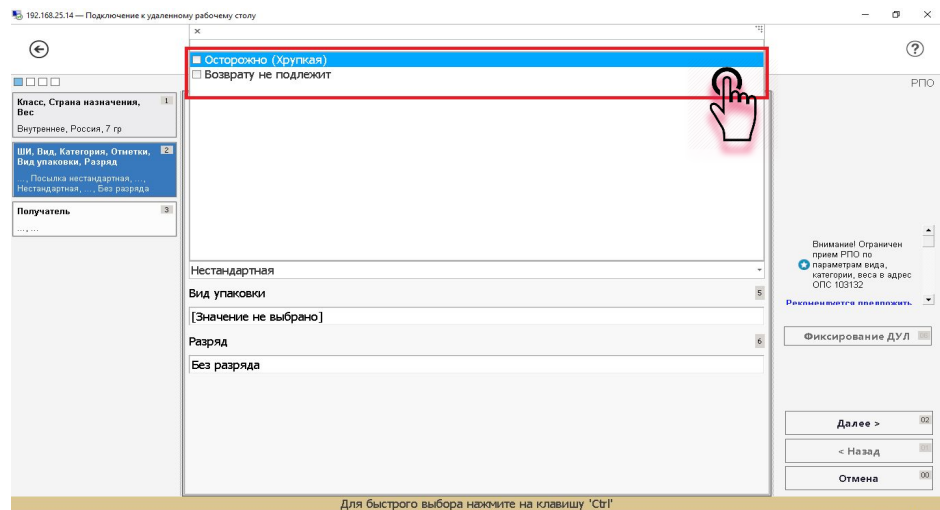 192.168.25.14 — Подключение к удаленному рабочему столу
Осторожно (Хрупкая)
Возврату не подлежит
РПО
Класс, Страна назначения, 1
Вес
Внутреннее, Россия, 7 гр
ШИ, Вид, Категория, Отметки, 2
Вид упаковки, Разряд
..., Посылка нестандартная, ...,
Нестандартная, ..., Без разряда
Получатель 3
..., ...
Нестандартная
Вид упаковки 5
[Значение не выбрано]
Разряд 6
Без разряда
Внимание! Ограничен
прием РПО по
параметрам вида,
категории, веса в адрес
ОПС 103132
Рекомендуется предложить
Фиксирование ДУЛ
Далее > 02
< Назад
Отмена 00
Для быстрого выбора нажмите на клавишу 'Ctrl'